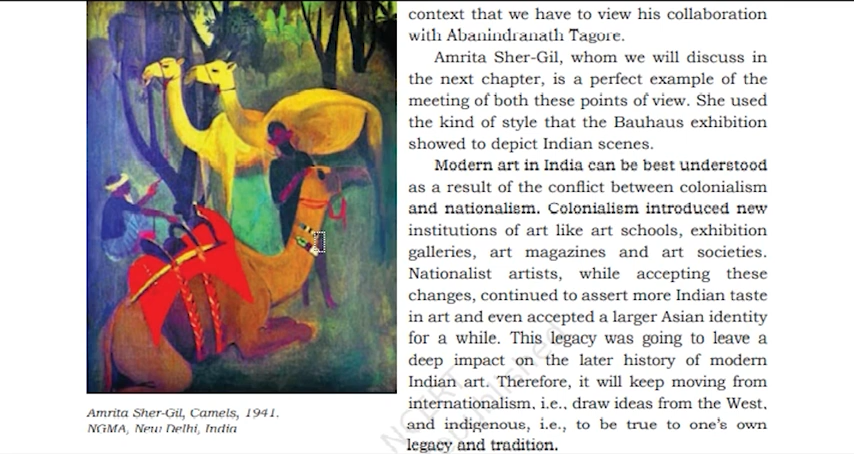 context that we have to view his collaboration
with Abanindranath Tagore.
Amrita Sher-Gil, whom we will discuss in
the next chapter, is a perfect example of the
meeting of both these points of view. She used
the kind of style that the Bauhaus exhibition
showed to depict Indian scenes.
Modern art in India can be best understood
as a result of the conflict between colonialism
and nationalism. Colonialism introduced new
institutions of art like art schools, exhibition
galleries, art magazines and art societies.
Nationalist artists, while accepting these
changes, continued to assert more Indian taste
in art and even accepted a larger Asian identity
for a while. This legacy was going to leave a
deep impact on the later history of modern
Indian art. Therefore, it will keep moving from
internationalism, i.e., draw ideas from the West,
and indigenous, i.e., to be true to one's own
legacy and tradition.
Amrita Sher-Gil, Camels, 1941.
NGMA, New Delhi, India